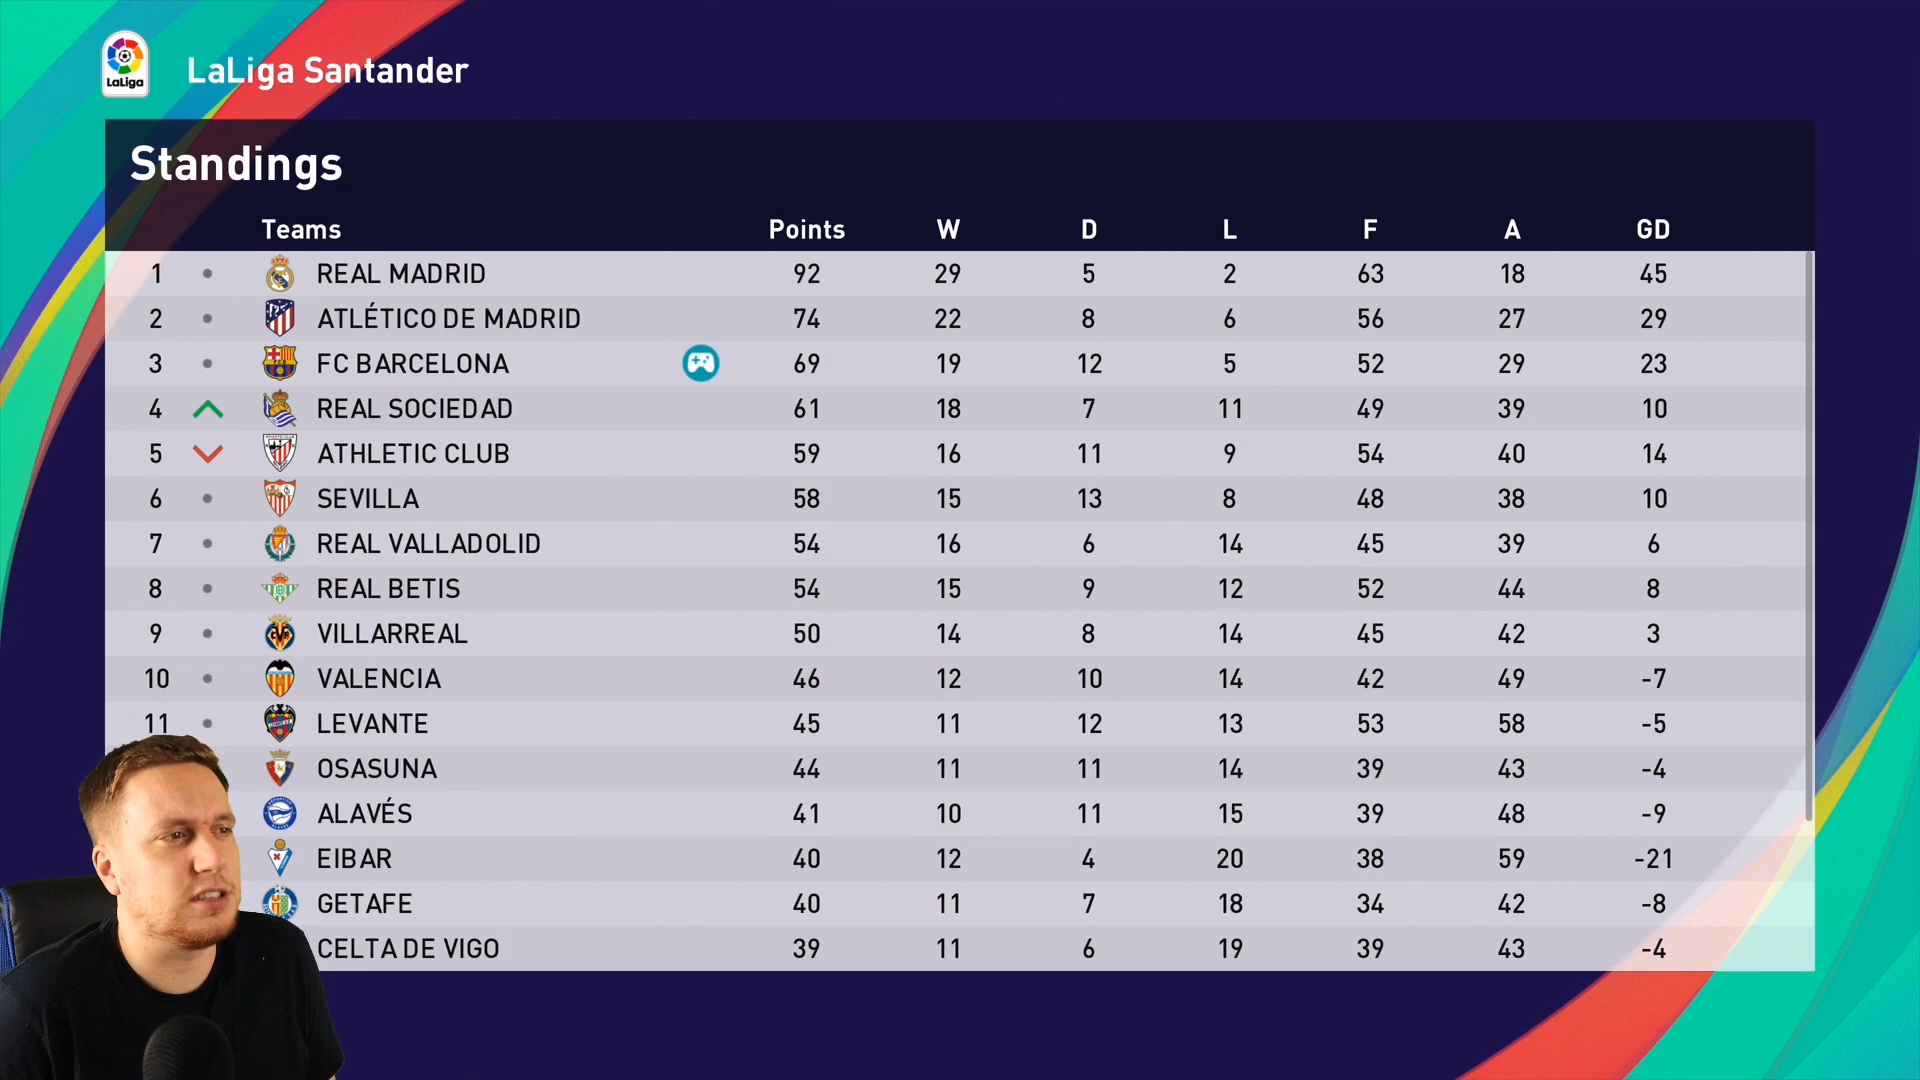 LaLiga
LaLiga Santander
Standings
Teams Points W D L F A GD
1 REAL MADRID 92 29 5 2 63 18 45
2 ATLÉTICO DE MADRID 74 22 8 6 56 27 29
3 FC BARCELONA 69 19 12 5 52 29 23
4 REAL SOCIEDAD 61 18 7 11 49 39 10
5 ATHLETIC CLUB 59 16 11 9 54 40 14
6 SEVILLA 58 15 13 8 48 38 10
7 REAL VALLADOLID 54 16 6 14 45 39 6
8 REAL BETIS 54 15 9 12 52 44 8
9 VILLARREAL 50 14 8 14 45 42 3
10 VALENCIA 46 12 10 14 42 49 -7
11 LEVANTE 45 11 12 13 53 58 -5
OSASUNA 44 11 11 14 39 43 -4
ALAVÉS 41 10 11 15 39 48 -9
EIBAR 40 12 4 20 38 59 -21
GETAFE 40 11 7 18 34 42 -8
CELTA DE VIGO 39 11 6 19 39 43 -4